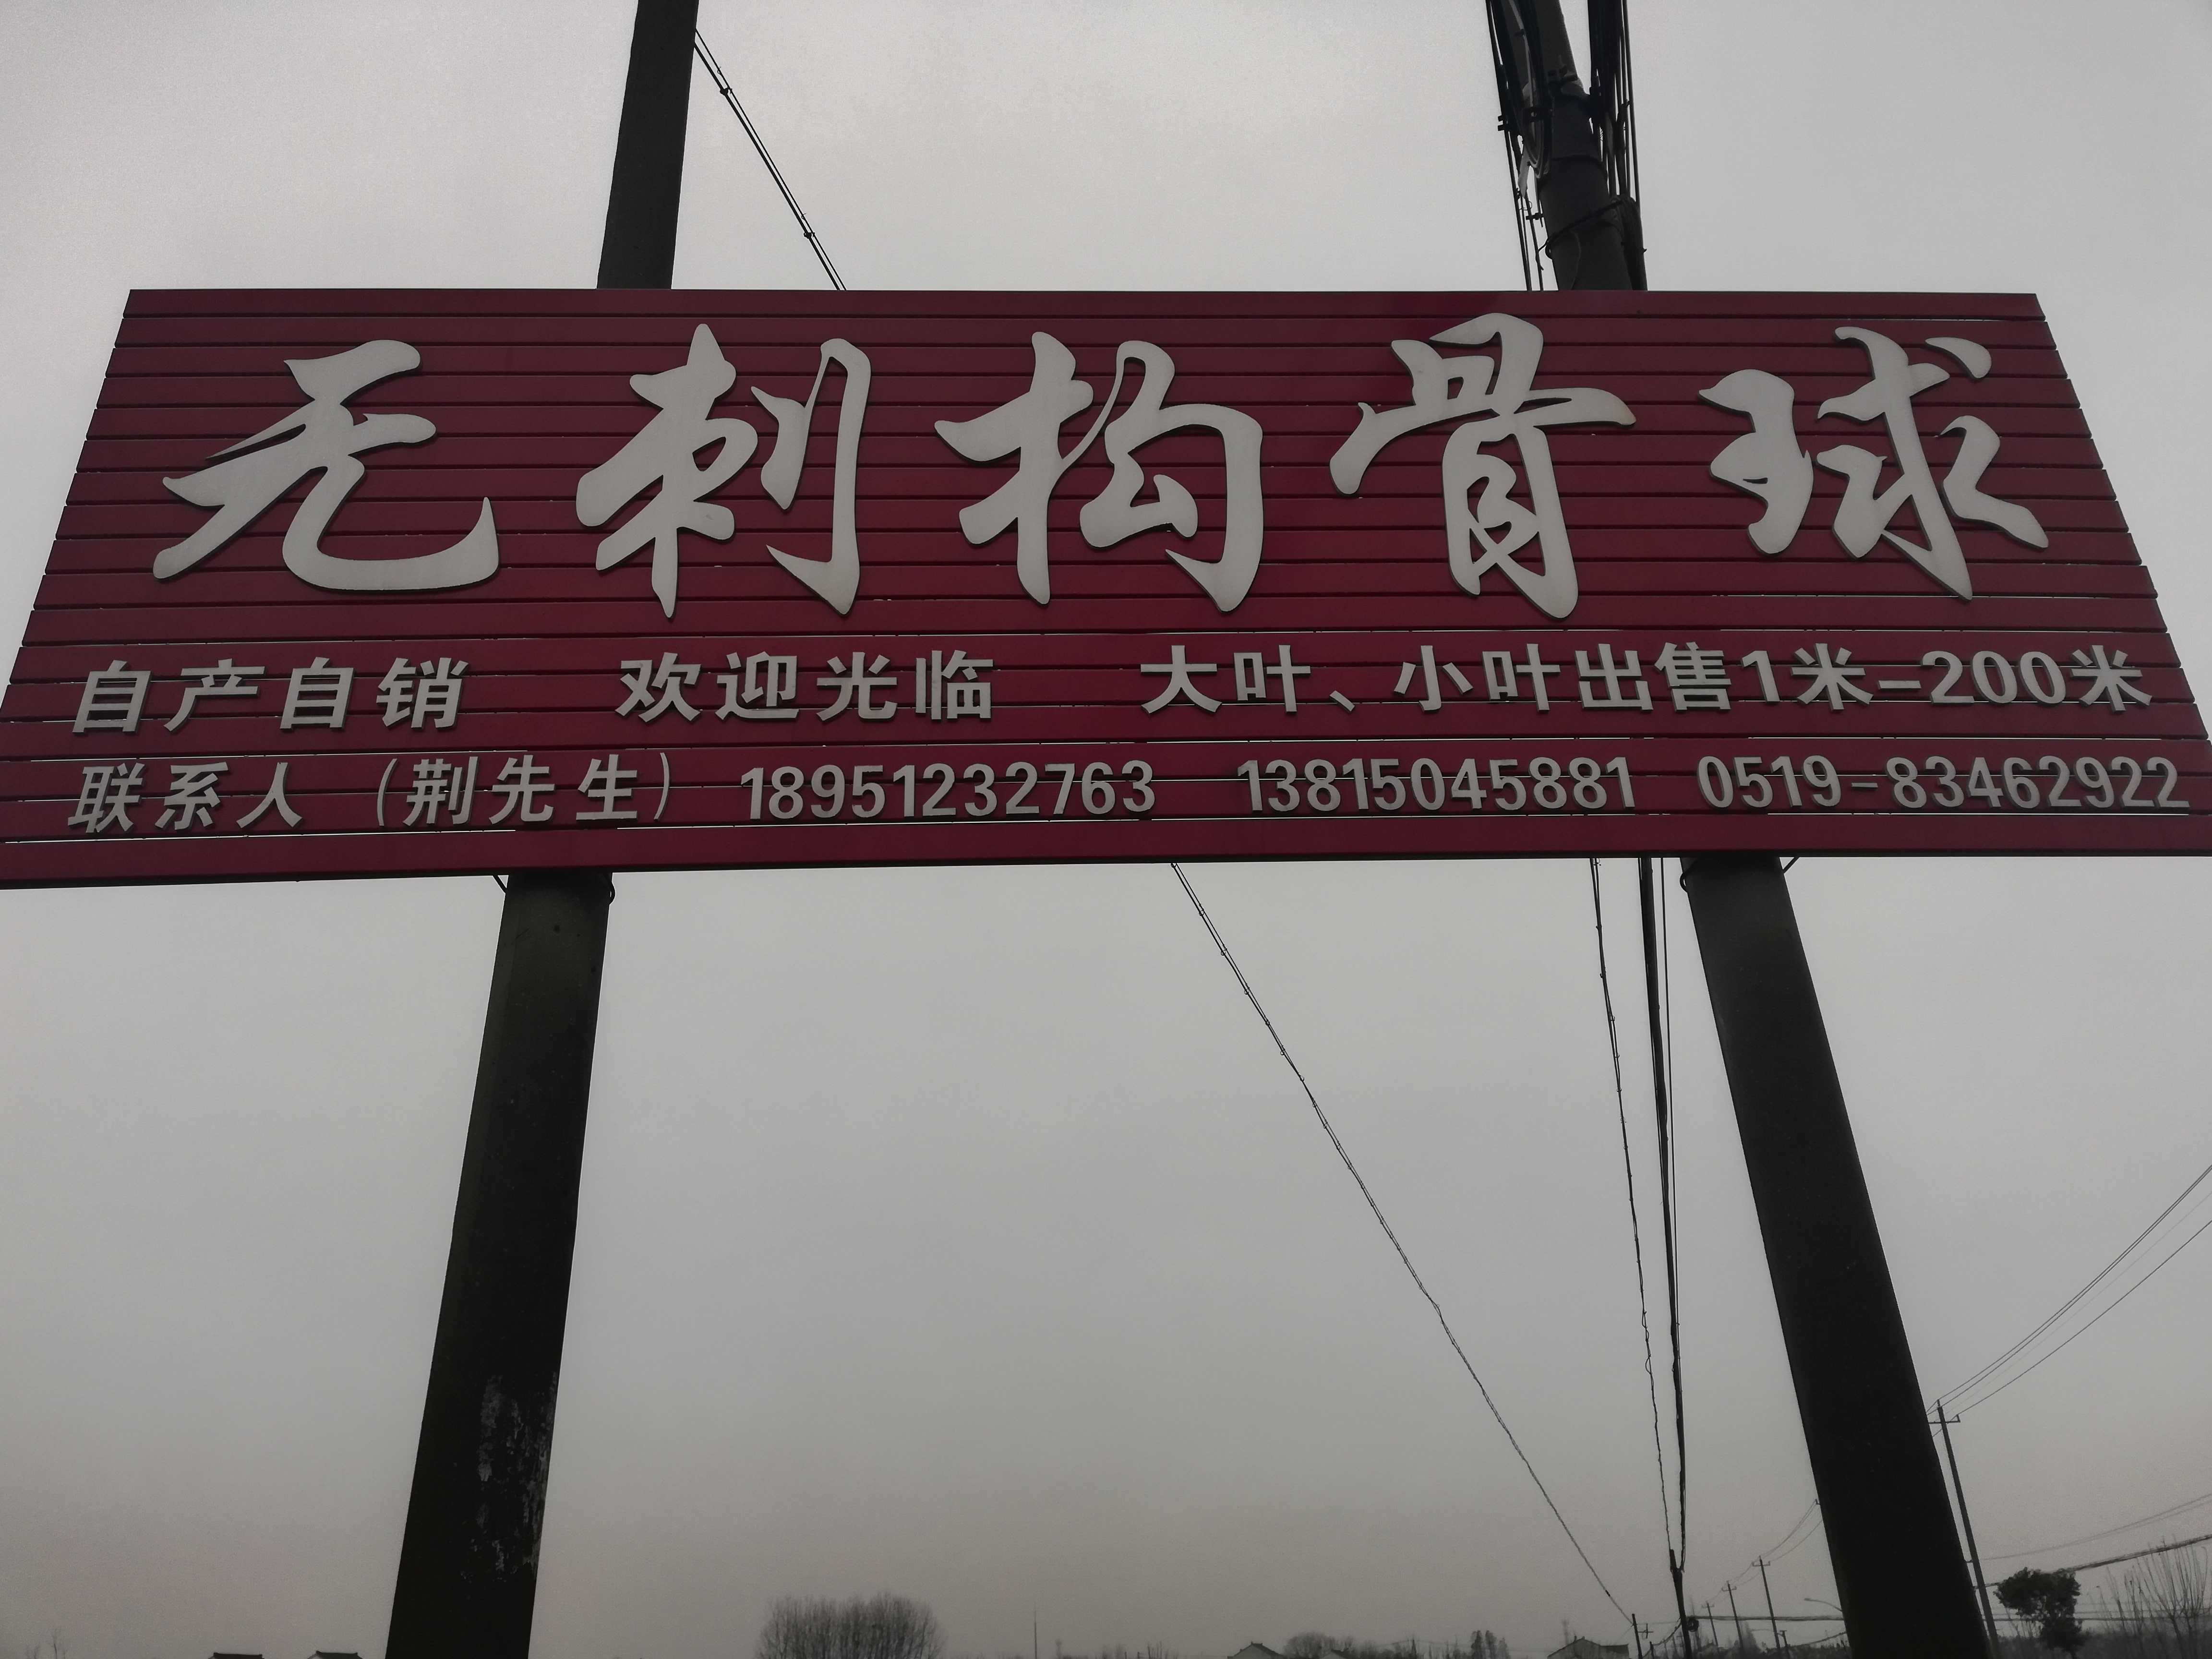 无刺构骨球
自产自销 欢迎光临 大叶、小叶出售1米-200米
联系人（荆先生）18951232763 13815045881 0519-83462922